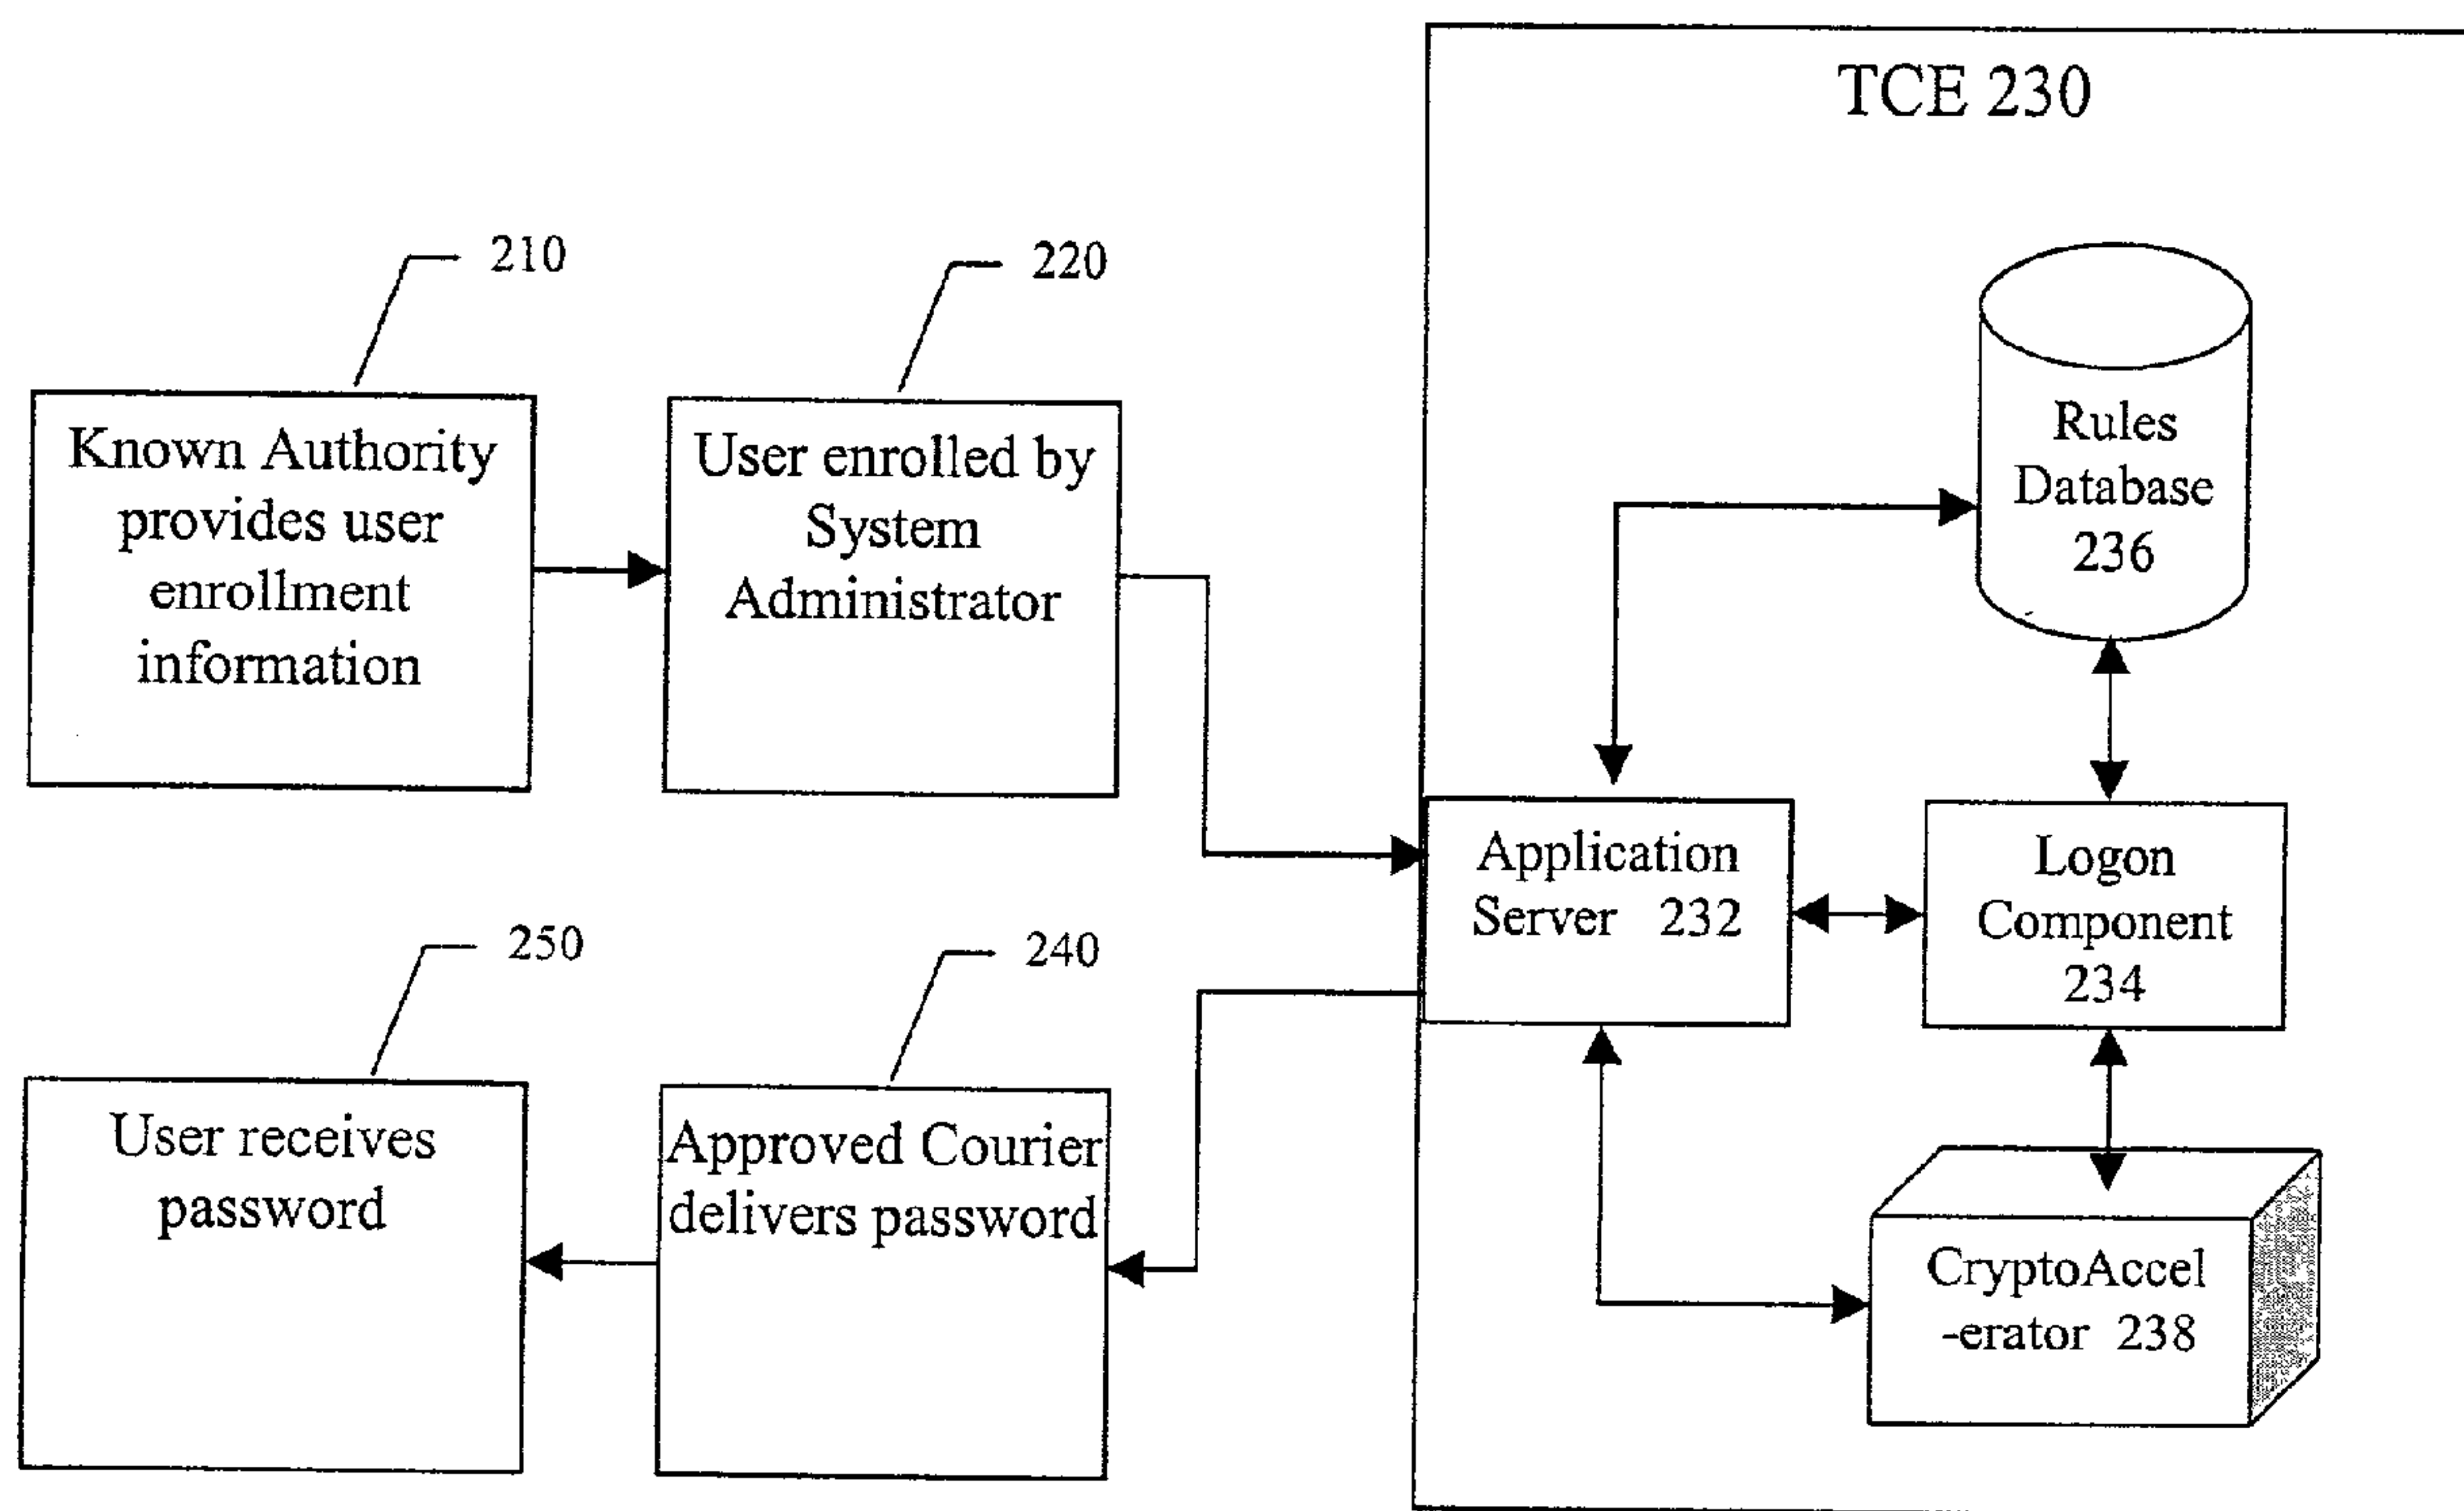 TCE 230
210
220
Known Authority
provides user
enrollment
information
User enrolled by
System
Administrator
Rules
Database
236
Application
Server 232
Logon
Component
234
250
240
User receives
password
Approved Courier
delivers password
CryptoAccel
-erator 238